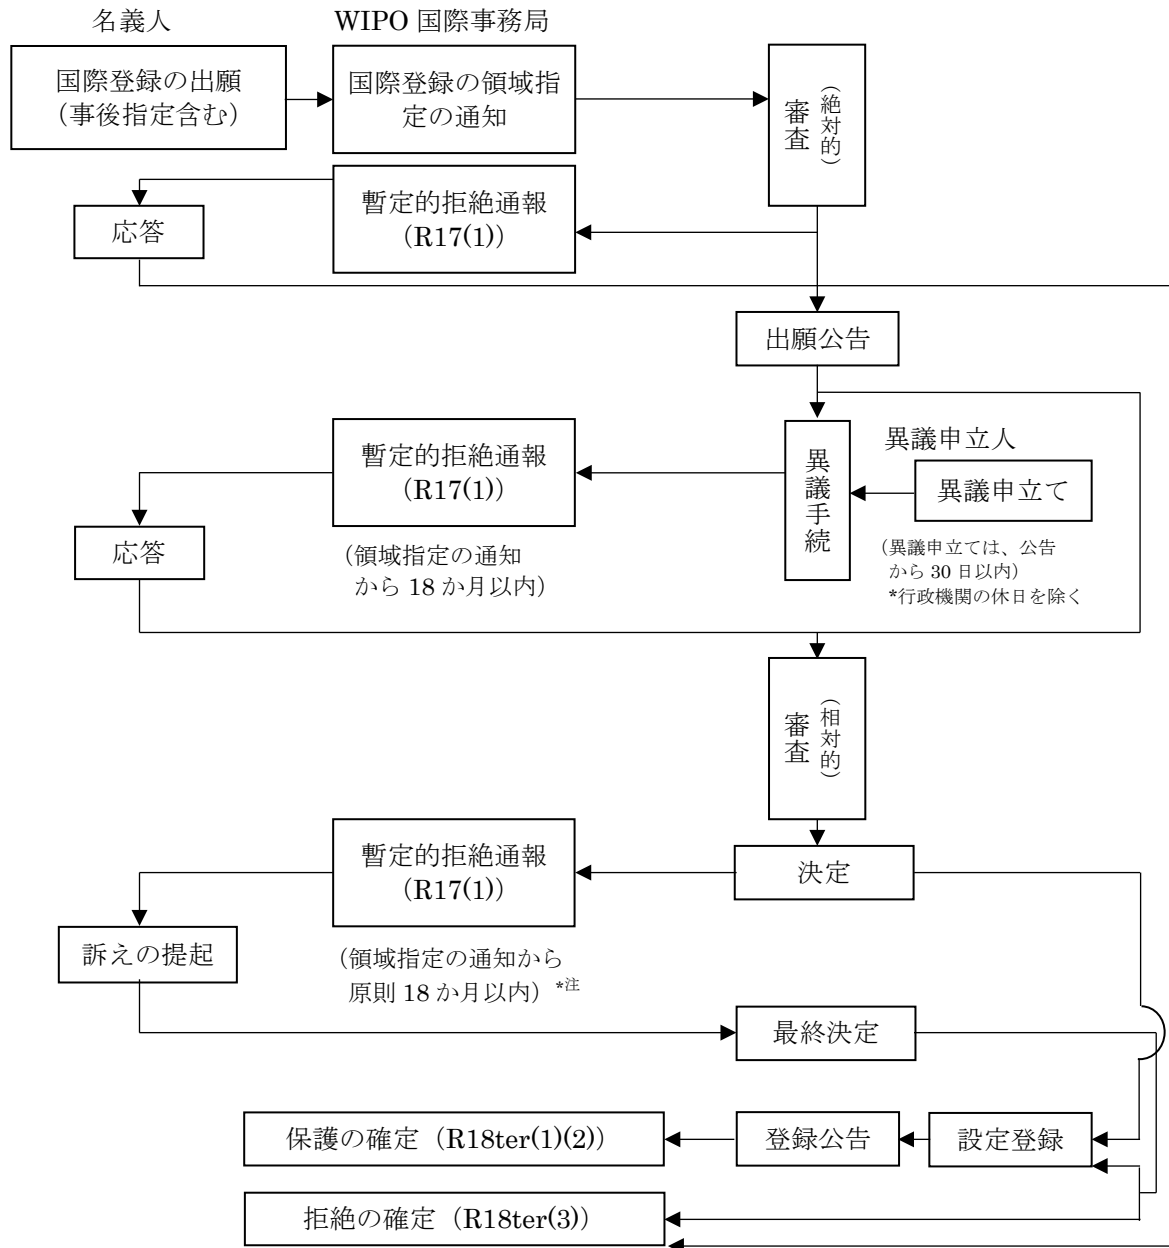 名義人
WIPO 国際事務局
国際登録の出願
（事後指定含む）
国際登録の領域指
定の通知
審査
（絶対的）
暫定的拒絶通報
（R17(1)）
応答
出願公告
暫定的拒絶通報
（R17(1)）
異議手続
異議申立人
異議申立て
応答
（領域指定の通知
から 18 か月以内）
（異議申立ては、公告
から 30 日以内）
*行政機関の休日を除く
審査
（相対的）
暫定的拒絶通報
（R17(1)）
決定
訴えの提起
（領域指定の通知から
原則 18 か月以内）*注
最終決定
保護の確定（R18ter(1)(2)）
登録公告
設定登録
拒絶の確定（R18ter(3)）